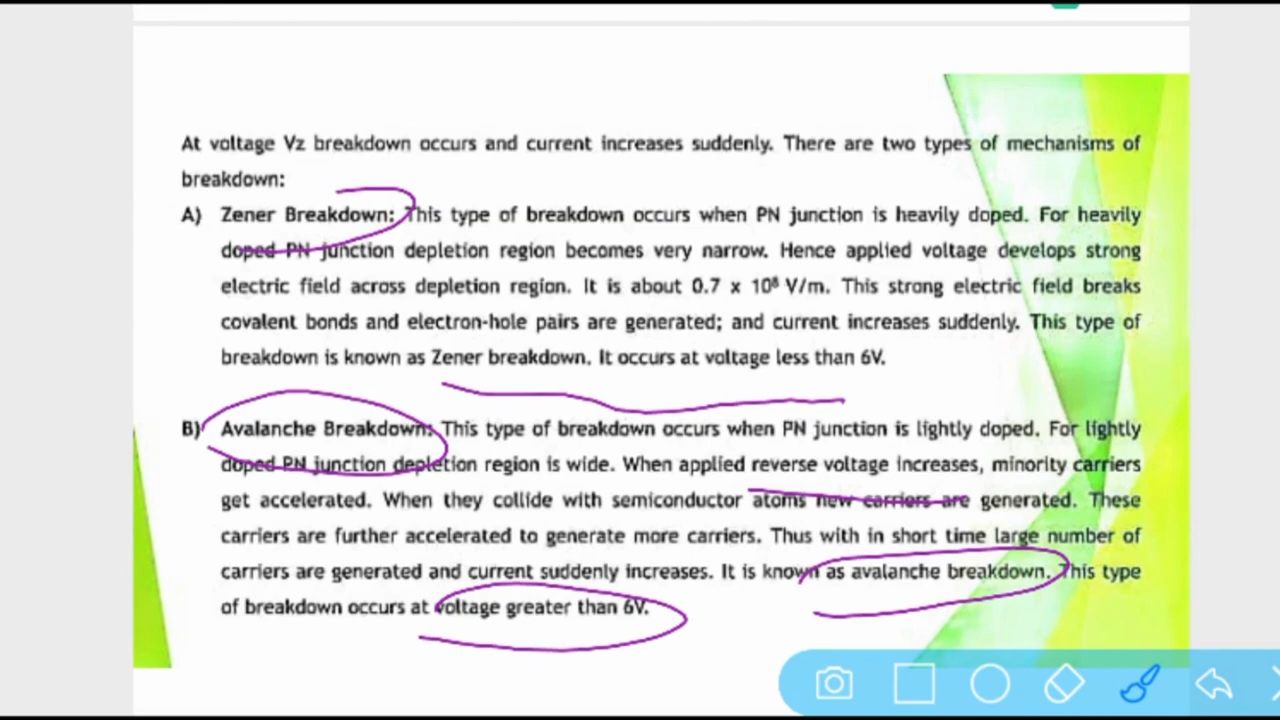 At voltage Vz breakdown occurs and current increases suddenly. There are two types of mechanisms of
breakdown:
A) Zener Breakdown: This type of breakdown occurs when PN junction is heavily doped. For heavily
doped PN junction depletion region becomes very narrow. Hence applied voltage develops strong
electric field across depletion region. It is about 0.7 x 10⁸ V/m. This strong electric field breaks
covalent bonds and electron-hole pairs are generated; and current increases suddenly. This type of
breakdown is known as Zener breakdown. It occurs at voltage less than 6V.
B) Avalanche Breakdown: This type of breakdown occurs when PN junction is lightly doped. For lightly
doped PN junction depletion region is wide. When applied reverse voltage increases, minority carriers
get accelerated. When they collide with semiconductor atoms new carriers are generated. These
carriers are further accelerated to generate more carriers. Thus with in short time large number of
carriers are generated and current suddenly increases. It is known as avalanche breakdown. This type
of breakdown occurs at voltage greater than 6V.